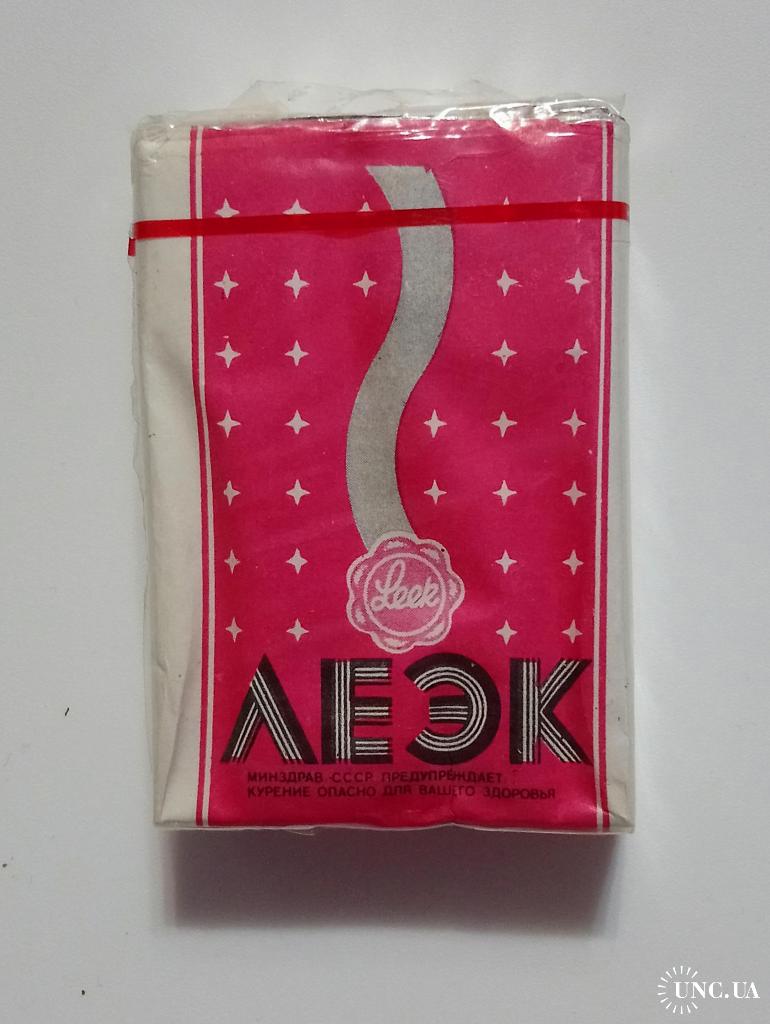 Leek
ЛЕЭК
МИНЗДРАВ СССР ПРЕДУПРЕЖДАЕТ:
КУРЕНИЕ ОПАСНО ДЛЯ ВАШЕГО ЗДОРОВЬЯ
UNC.UA